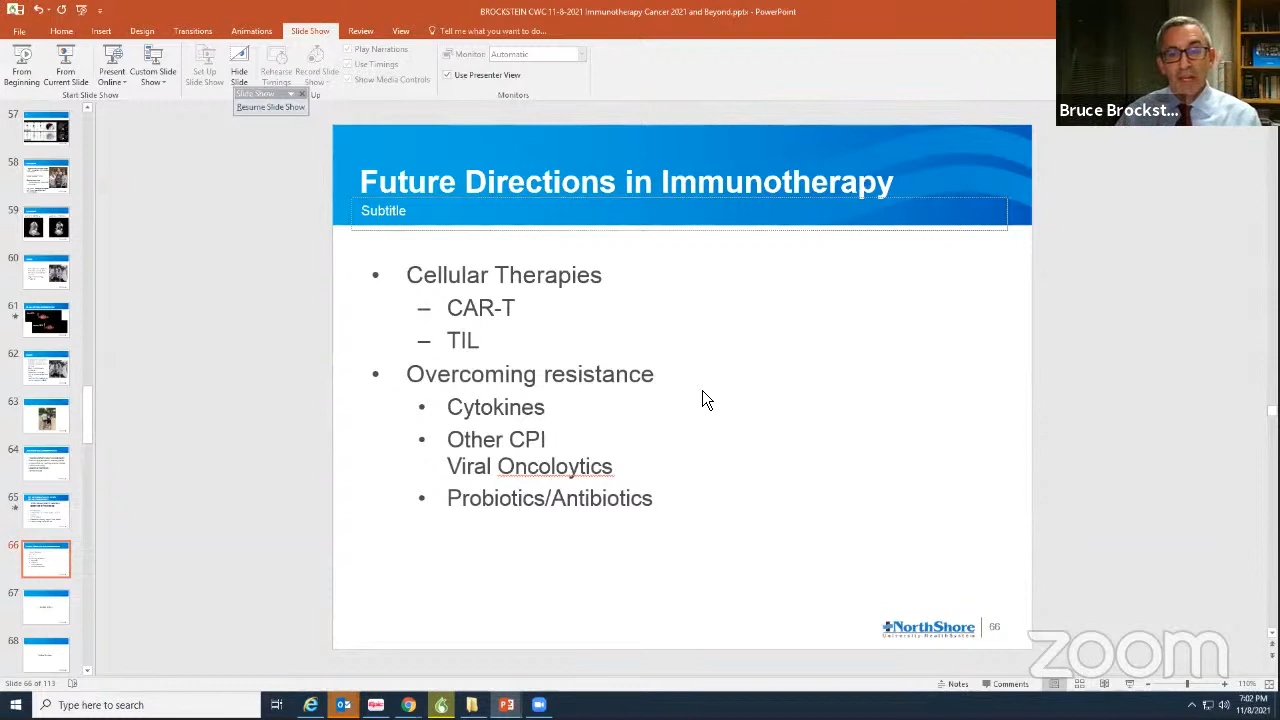 BROCKSTEIN CWC 11-8-2021 Immunotherapy Cancer 2021 and Beyond.pptx - PowerPoint
File Home Insert Design Transitions Animations Slide Show Review View Tell me what you want to do...
From Beginning
From Current Slide
Present Online
Custom Slide Show
Set Up Slide Show
Hide Slide
Rehearse Timings
Record Slide Show
Play Narrations
Use Timings
Show Media Controls
Monitor: Automatic
Use Presenter View
Start Slide Show
Up
Monitors
Slide Show
Resume Slide Show
Bruce Brockst...
57
58
59
60
61
62
63
64
65
66
67
68
Future Directions in Immunotherapy
Subtitle
• Cellular Therapies
– CAR-T
– TIL
• Overcoming resistance
• Cytokines
• Other CPI
Viral Oncoloytics
• Probiotics/Antibiotics
NorthShore
University HealthSystem
66
zoom
Slide 66 of 113
Notes
Comments
110%
Type here to search
Epic
7:02 PM
11/8/2021